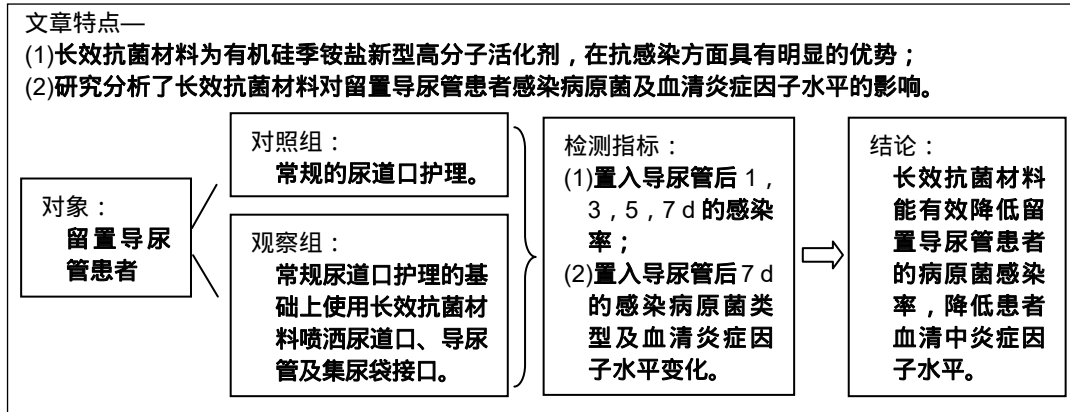 文章特点—
(1)长效抗菌材料为有机硅季铵盐新型高分子活化剂，在抗感染方面具有明显的优势；
(2)研究分析了长效抗菌材料对留置导尿管患者感染病原菌及血清炎症因子水平的影响。
对象：
留置导尿
管患者
对照组：
常规的尿道口护理。
观察组：
常规尿道口护理的基
础上使用长效抗菌材
料喷洒尿道口、导尿
管及集尿袋接口。
检测指标：
(1)置入导尿管后 1，
3，5，7 d 的感染
率；
(2)置入导尿管后 7 d
的感染病原菌类
型及血清炎症因
子水平变化。
结论：
长效抗菌材料
能有效降低留
置导尿管患者
的病原菌感染
率，降低患者
血清中炎症因
子水平。